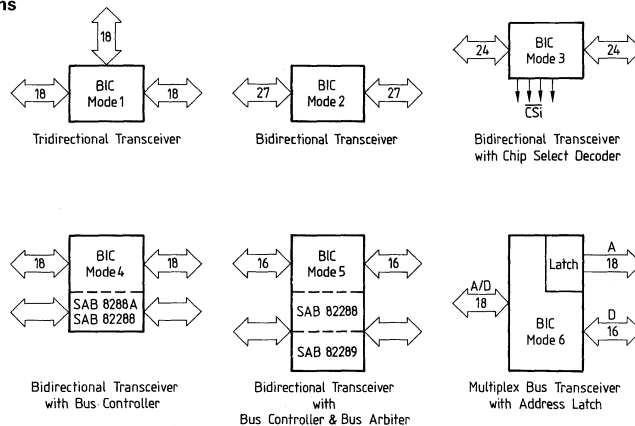 ns
18
BIC
Mode 1
18
18
Tridirectional Transceiver
BIC
Mode 2
27
27
Bidirectional Transceiver
BIC
Mode 3
24
24
CSi
Bidirectional Transceiver
with Chip Select Decoder
BIC
Mode 4
18
18
SAB 8288A
SAB 82288
Bidirectional Transceiver
with Bus Controller
BIC
Mode 5
16
16
SAB 82288
SAB 82289
Bidirectional Transceiver
with
Bus Controller & Bus Arbiter
Latch
A
18
A/D
18
BIC
Mode 6
D
16
Multiplex Bus Transceiver
with Address Latch